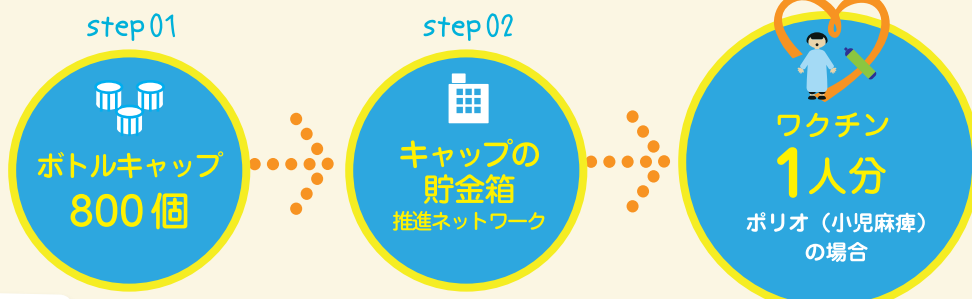 step 01
ボトルキャップ
800個
step 02
キャップの
貯金箱
推進ネットワーク
ワクチン
1人分
ポリオ（小児麻痺）
の場合